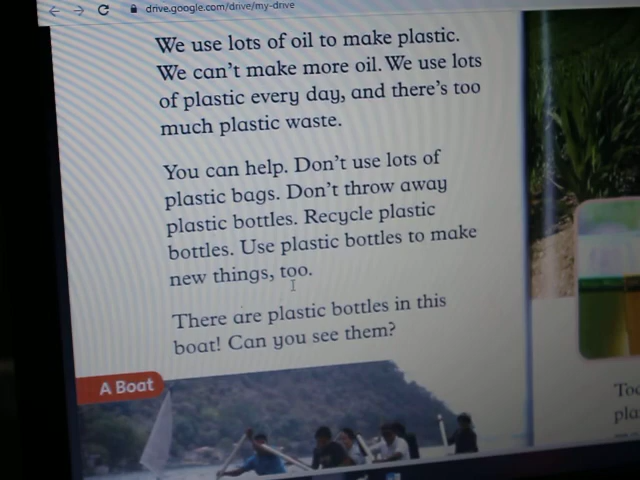 drive.google.com/drive/my-drive
We use lots of oil to make plastic.
We can't make more oil. We use lots
of plastic every day, and there's too
much plastic waste.
You can help. Don't use lots of
plastic bags. Don't throw away
plastic bottles. Recycle plastic
bottles. Use plastic bottles to make
new things, too.
There are plastic bottles in this
boat! Can you see them?
A Boat